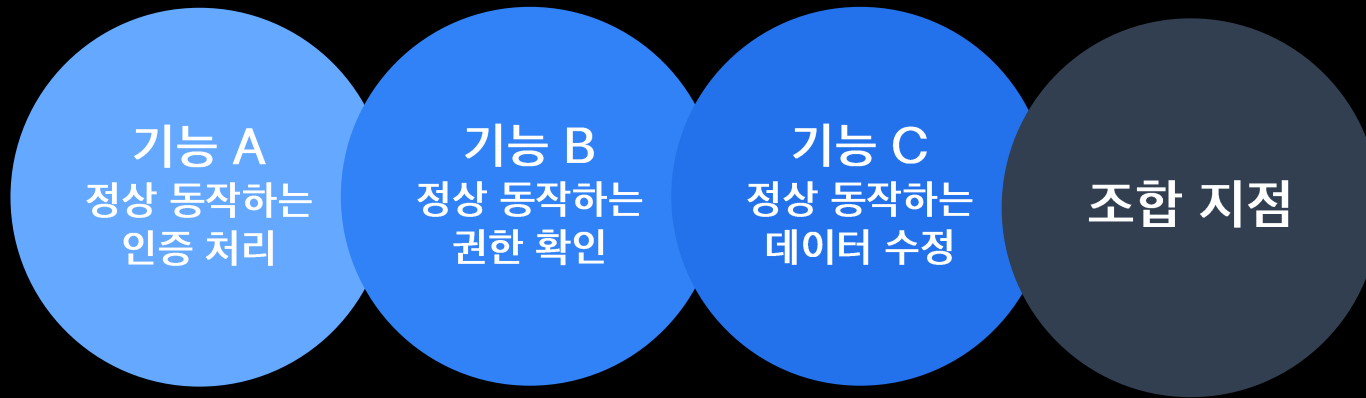 기능 A
정상 동작하는
인증 처리
기능 B
정상 동작하는
권한 확인
기능 C
정상 동작하는
데이터 수정
조합 지점